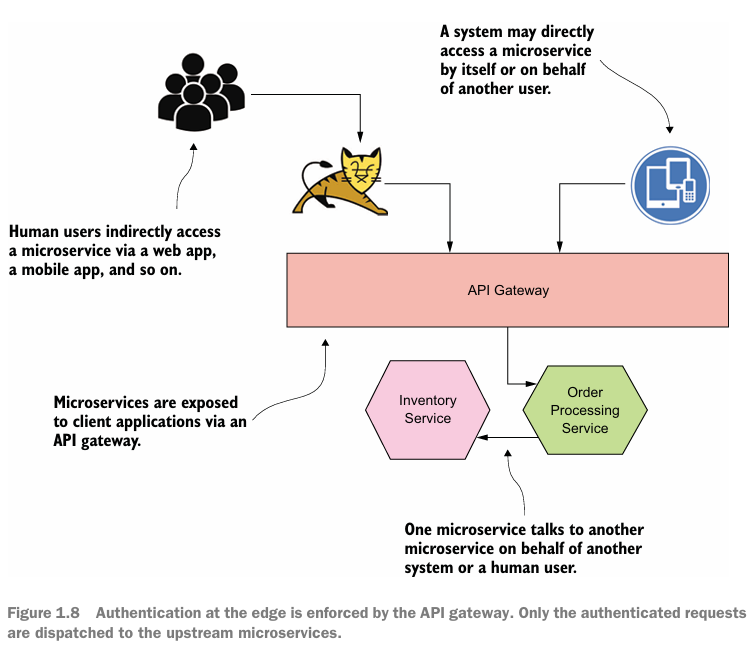 A system may directly
access a microservice
by itself or on behalf
of another user.
Human users indirectly access
a microservice via a web app,
a mobile app, and so on.
API Gateway
Microservices are exposed
to client applications via an
API gateway.
Inventory
Service
Order
Processing
Service
One microservice talks to another
microservice on behalf of another
system or a human user.
Figure 1.8 Authentication at the edge is enforced by the API gateway. Only the authenticated requests
are dispatched to the upstream microservices.